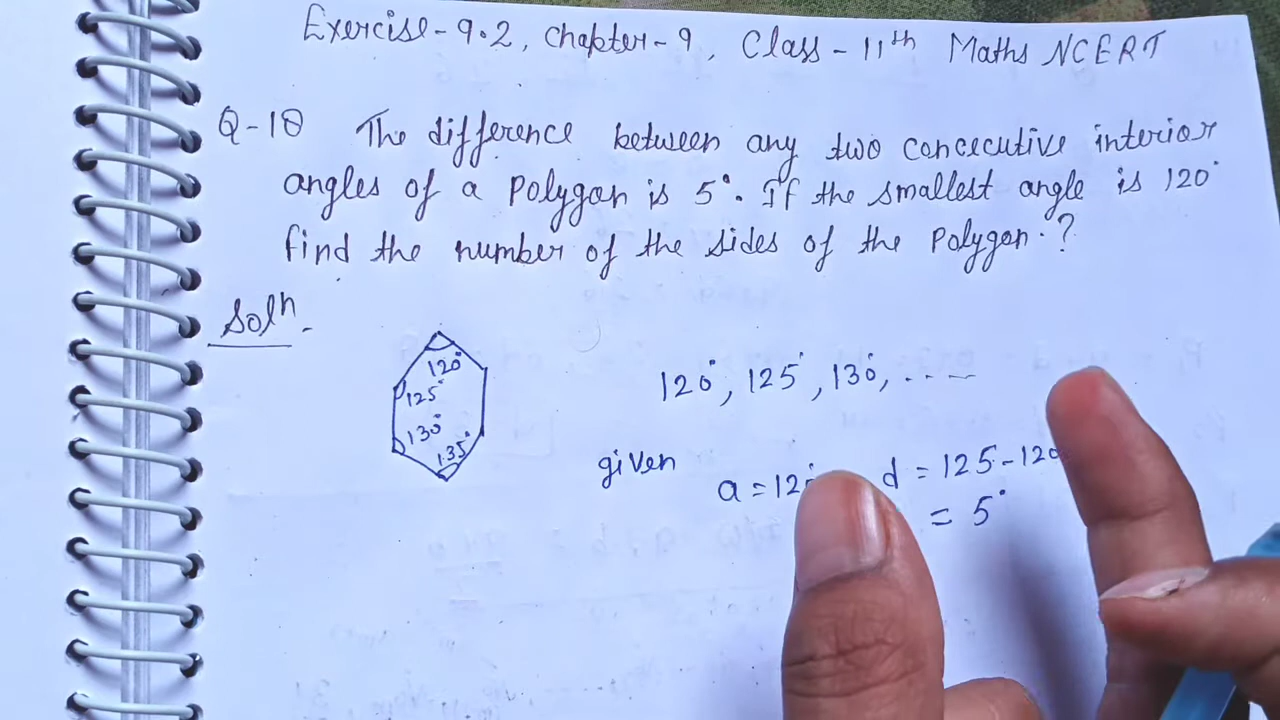 Exercise-9.2, Chapter-9, Class-11th Maths NCERT
Q-18 The difference between any two concecutive interior
angles of a Polygon is 5°. If the smallest angle is 120°
find the number of the sides of the Polygon.?
Solⁿ.
120°
125°
130°
135°
120°, 125°, 130°, ----
given
a = 12
d = 125 - 120
= 5°